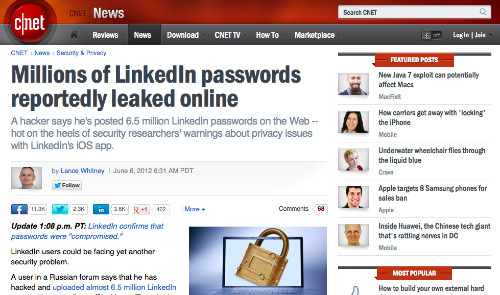 c|net
News
Search CNET
Reviews
News
Download
CNET TV
How To
Marketplace
Log In | Join
CNET › News › Security & Privacy
Millions of LinkedIn passwords
reportedly leaked online
A hacker says he's posted 6.5 million LinkedIn passwords on the Web --
hot on the heels of security researchers' warnings about privacy issues
with LinkedIn's iOS app.
by Lance Whitney | June 6, 2012 6:31 AM PDT
Follow
11.3K
2.3K
in
3.6K
+1
402
More +
Comments
68
Update 1:08 p.m. PT: LinkedIn confirms that
passwords were "compromised."
LinkedIn users could be facing yet another
security problem.
A user in a Russian forum says that he has
hacked and uploaded almost 6.5 million LinkedIn
FEATURED POSTS
New Java 7 exploit can potentially
affect Macs
MacFixIt
How carriers get away with 'locking'
the iPhone
Mobile
Underwater wheelchair flies through
the liquid blue
Crave
Apple targets 8 Samsung phones for
sales ban
Apple
Inside Huawei, the Chinese tech giant
that's rattling nerves in DC
Mobile
MOST POPULAR
How to build your own external hard